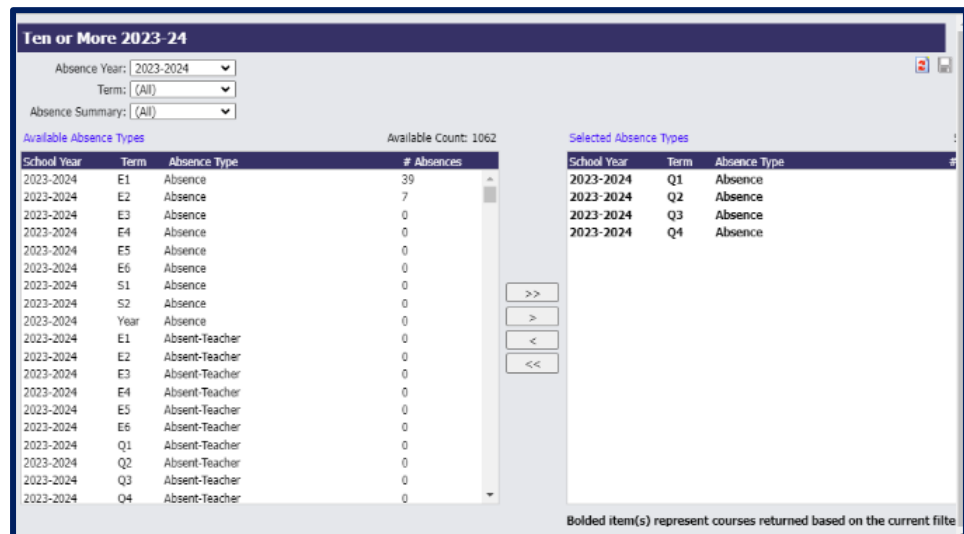 Ten or More 2023-24
Absence Year: 2023-2024
Term: (All)
Absence Summary: (All)
Available Absence Types Available Count: 1062
School Year Term Absence Type # Absences
2023-2024 E1 Absence 39
2023-2024 E2 Absence 7
2023-2024 E3 Absence 0
2023-2024 E4 Absence 0
2023-2024 E5 Absence 0
2023-2024 E6 Absence 0
2023-2024 S1 Absence 0
2023-2024 S2 Absence 0
2023-2024 Year Absence 0
2023-2024 E1 Absent-Teacher 0
2023-2024 E2 Absent-Teacher 0
2023-2024 E3 Absent-Teacher 0
2023-2024 E4 Absent-Teacher 0
2023-2024 E5 Absent-Teacher 0
2023-2024 E6 Absent-Teacher 0
2023-2024 Q1 Absent-Teacher 0
2023-2024 Q2 Absent-Teacher 0
2023-2024 Q3 Absent-Teacher 0
2023-2024 Q4 Absent-Teacher 0
>>
>
<
<<
Selected Absence Types
School Year Term Absence Type #
2023-2024 Q1 Absence
2023-2024 Q2 Absence
2023-2024 Q3 Absence
2023-2024 Q4 Absence
Bolded item(s) represent courses returned based on the current filte